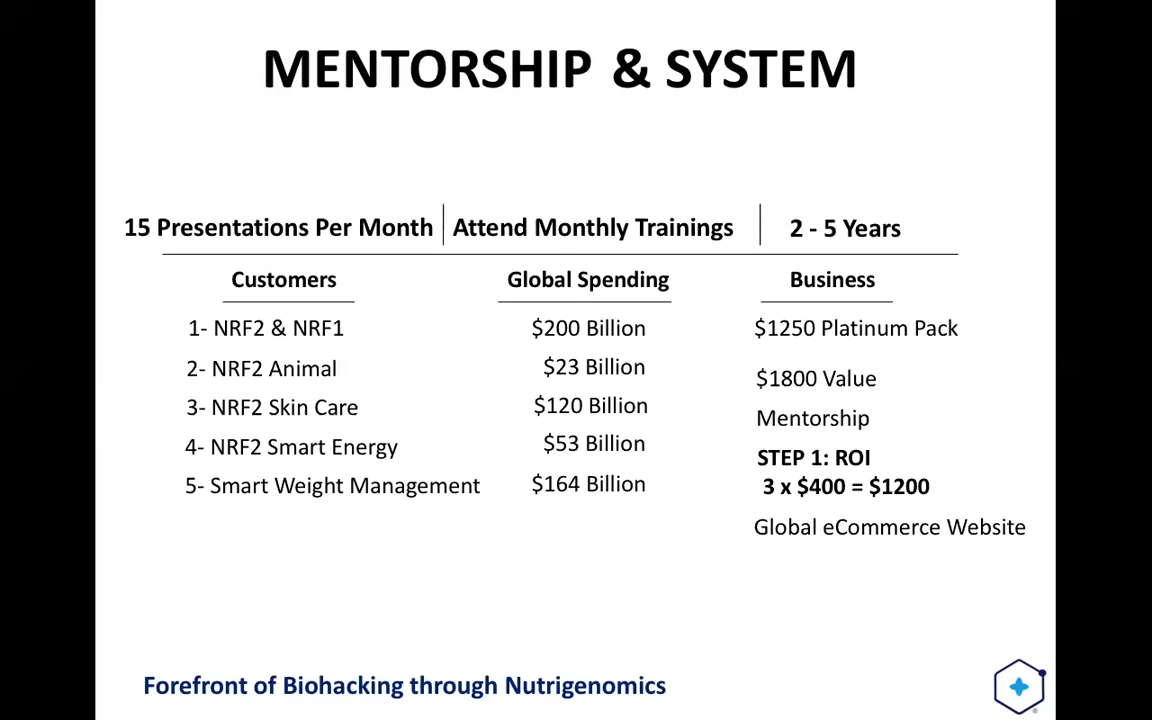 MENTORSHIP & SYSTEM
15 Presentations Per Month Attend Monthly Trainings 2 - 5 Years
Customers Global Spending Business
1- NRF2 & NRF1 $200 Billion $1250 Platinum Pack
2- NRF2 Animal $23 Billion $1800 Value
3- NRF2 Skin Care $120 Billion Mentorship
4- NRF2 Smart Energy $53 Billion STEP 1: ROI
5- Smart Weight Management $164 Billion 3 x $400 = $1200
Global eCommerce Website
Forefront of Biohacking through Nutrigenomics